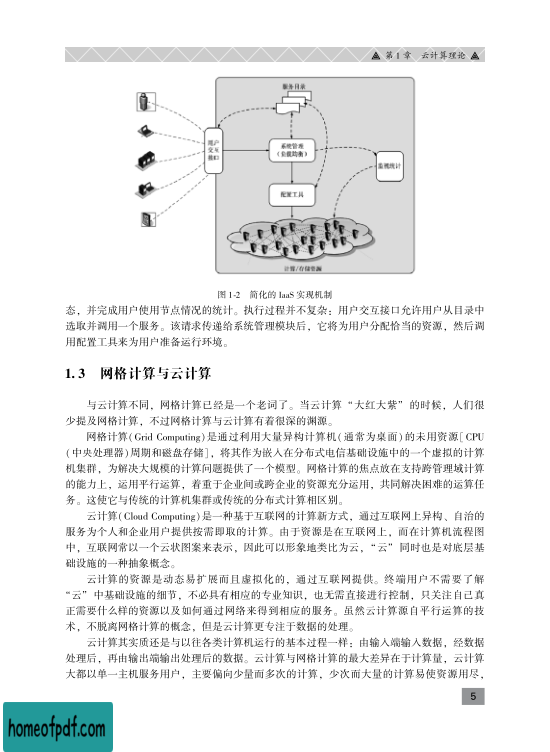 第 1 章 云计算理论
服务目录
用户
交互
接口
系统管理
（负载均衡）
监视统计
配置工具
计算/存储资源
图 1-2 简化的 IaaS 实现机制
态，并完成用户使用节点情况的统计。执行过程并不复杂：用户交互接口允许用户从目录中
选取并调用一个服务。该请求传递给系统管理模块后，它将为用户分配恰当的资源，然后调
用配置工具来为用户准备运行环境。
1. 3 网格计算与云计算
与云计算不同，网格计算已经是一个老词了。当云计算“大红大紫”的时候，人们很
少提及网格计算，不过网格计算与云计算有着很深的渊源。
网格计算(Grid Computing)是通过利用大量异构计算机(通常为桌面)的未用资源[CPU
(中央处理器)周期和磁盘存储]，将其作为嵌入在分布式电信基础设施中的一个虚拟的计算
机集群，为解决大规模的计算问题提供了一个模型。网格计算的焦点放在支持跨管理域计算
的能力上，运用平行运算，着重于企业间或跨企业的资源充分运用，共同解决困难的运算任
务。这使它与传统的计算机集群或传统的分布式计算相区别。
云计算(Cloud Computing)是一种基于互联网的计算新方式，通过互联网上异构、自治的
服务为个人和企业用户提供按需即取的计算。由于资源是在互联网上，而在计算机流程图
中，互联网常以一个云状图案来表示，因此可以形象地类比为云，“云”同时也是对底层基
础设施的一种抽象概念。
云计算的资源是动态易扩展而且虚拟化的，通过互联网提供。终端用户不需要了解
“云”中基础设施的细节，不必具有相应的专业知识，也无需直接进行控制，只关注自己真
正需要什么样的资源以及如何通过网络来得到相应的服务。虽然云计算源自平行运算的技
术，不脱离网格计算的概念，但是云计算更专注于数据的处理。
云计算其实质还是与以往各类计算机运行的基本过程一样：由输入端输入数据，经数据
处理后，再由输出端输出处理后的数据。云计算与网格计算的最大差异在于计算量，云计算
大都以单一主机服务用户，主要偏向少量而多次的计算，少次而大量的计算易使资源用尽，
5
homeofpdf.com